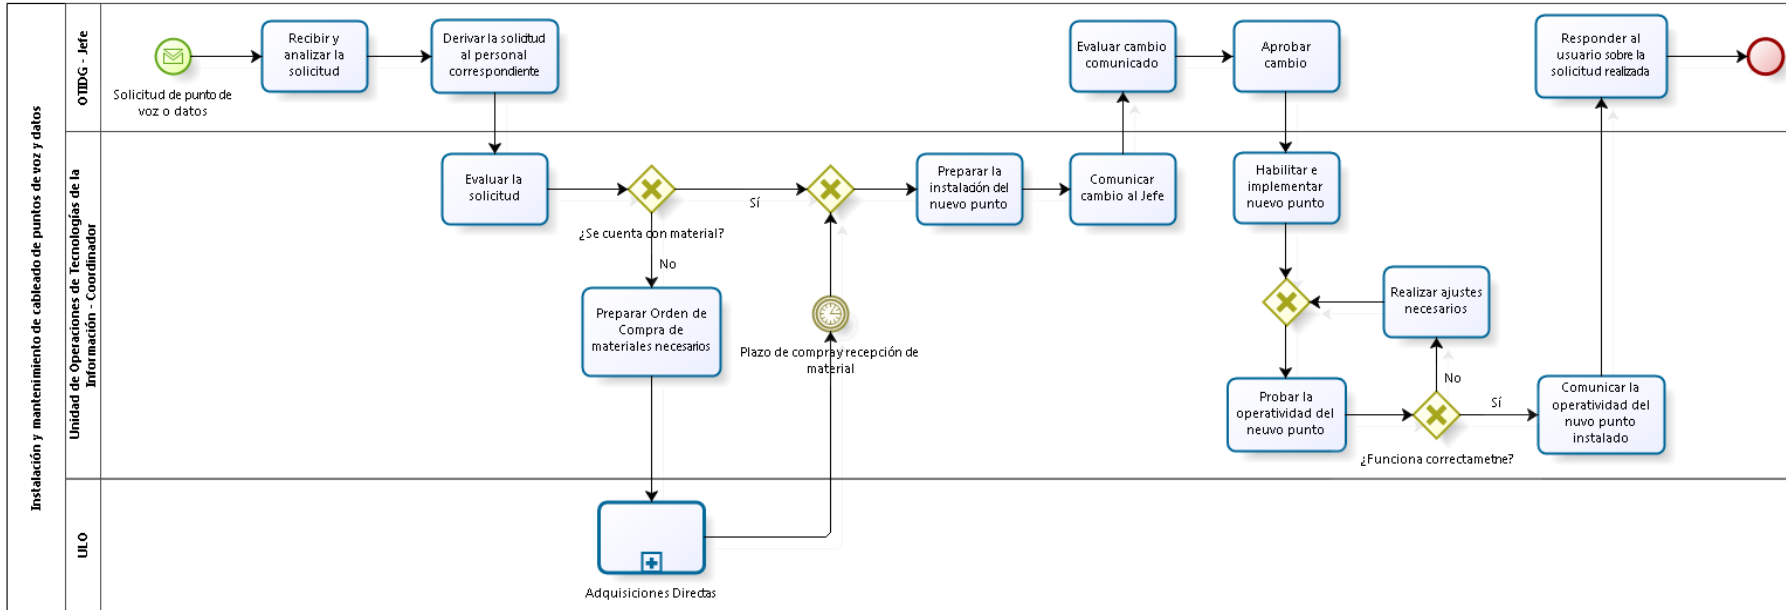 Instalación y mantenimiento de cableado de puntos de voz y datos
OTIDG - Jefe
Solicitud de punto de
voz o datos
Recibir y
analizar la
solicitud
Derivar la solicitud
al personal
correspondiente
Evaluar cambio
comunicado
Aprobar
cambio
Responder al
usuario sobre la
solicitud realizada
Unidad de Operaciones de Tecnologías de la
Información - Coordinador
Evaluar la
solicitud
¿Se cuenta con material?
Sí
No
Preparar Orden de
Compra de
materiales necesarios
Plazo de compra y recepción de
material
Preparar la
instalación del
nuevo punto
Comunicar
cambio al Jefe
Habilitar e
implementar
nuevo punto
Realizar ajustes
necesarios
No
Probar la
operatividad del
neuvo punto
¿Funciona correctametne?
Sí
Comunicar la
operatividad del
nuvo punto
instalado
ULO
Adquisiciones Directas